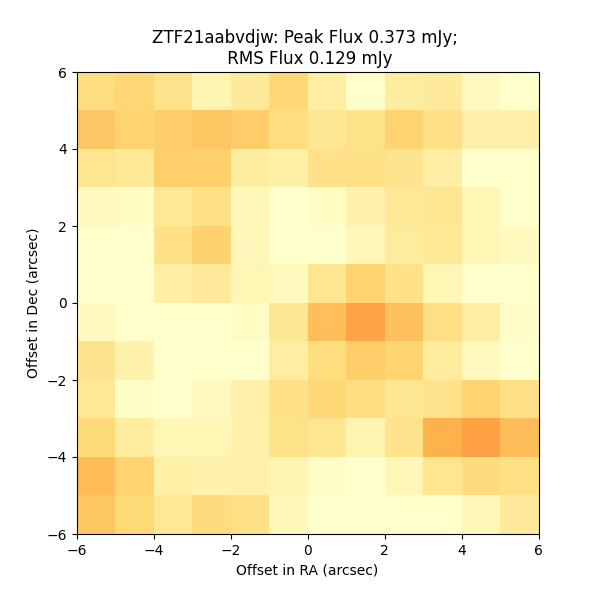 ZTF21aabvdjw: Peak Flux 0.373 mJy;
RMS Flux 0.129 mJy
6
4
2
0
−2
−4
−6
Offset in Dec (arcsec)
−6 −4 −2 0 2 4 6
Offset in RA (arcsec)